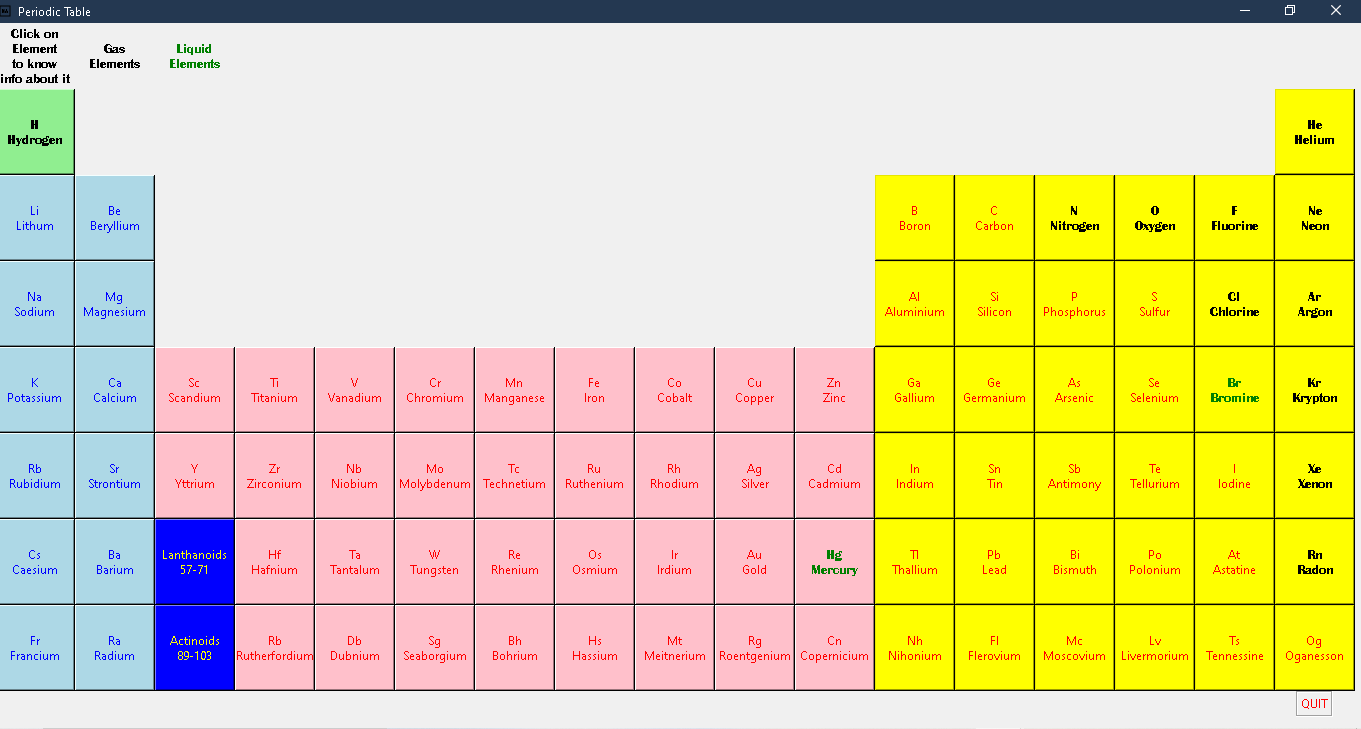 Periodic Table
Click on
Element
to know
info about it
Gas
Elements
Liquid
Elements
H
Hydrogen
He
Helium
Li
Lithum
Be
Beryllium
B
Boron
C
Carbon
N
Nitrogen
O
Oxygen
F
Fluorine
Ne
Neon
Na
Sodium
Mg
Magnesium
Al
Aluminium
Si
Silicon
P
Phosphorus
S
Sulfur
Cl
Chlorine
Ar
Argon
K
Potassium
Ca
Calcium
Sc
Scandium
Ti
Titanium
V
Vanadium
Cr
Chromium
Mn
Manganese
Fe
Iron
Co
Cobalt
Cu
Copper
Zn
Zinc
Ga
Gallium
Ge
Germanium
As
Arsenic
Se
Selenium
Br
Bromine
Kr
Krypton
Rb
Rubidium
Sr
Strontium
Y
Yttrium
Zr
Zirconium
Nb
Niobium
Mo
Molybdenum
Tc
Technetium
Ru
Ruthenium
Rh
Rhodium
Ag
Silver
Cd
Cadmium
In
Indium
Sn
Tin
Sb
Antimony
Te
Tellurium
I
Iodine
Xe
Xenon
Cs
Caesium
Ba
Barium
Lanthanoids
57-71
Hf
Hafnium
Ta
Tantalum
W
Tungsten
Re
Rhenium
Os
Osmium
Ir
Irdium
Au
Gold
Hg
Mercury
Tl
Thallium
Pb
Lead
Bi
Bismuth
Po
Polonium
At
Astatine
Rn
Radon
Fr
Francium
Ra
Radium
Actinoids
89-103
Rb
Rutherfordium
Db
Dubnium
Sg
Seaborgium
Bh
Bohrium
Hs
Hassium
Mt
Meitnerium
Rg
Roentgenium
Cn
Copernicium
Nh
Nihonium
Fl
Flerovium
Mc
Moscovium
Lv
Livermorium
Ts
Tennessine
Og
Oganesson
QUIT